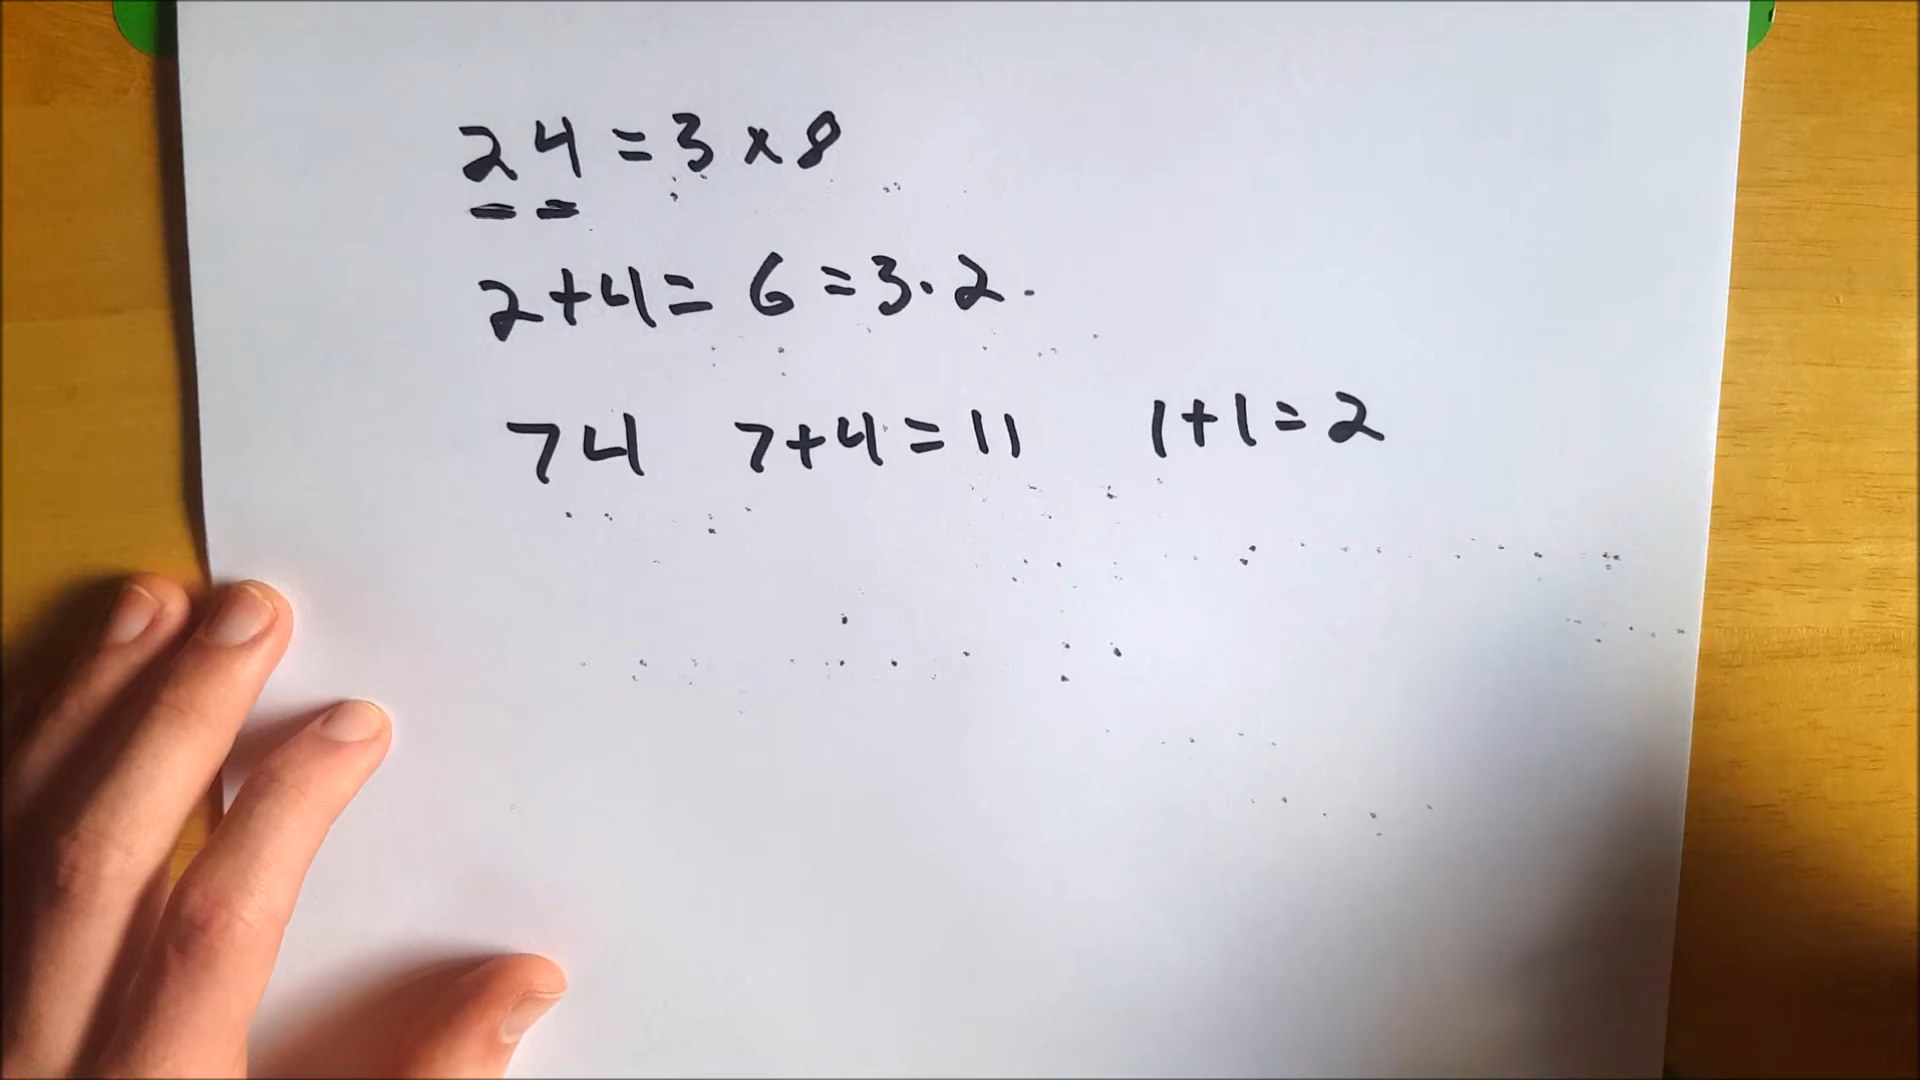 24 = 3 × 8
2+4= 6 = 3·2.
74 7+4=11 1+1=2